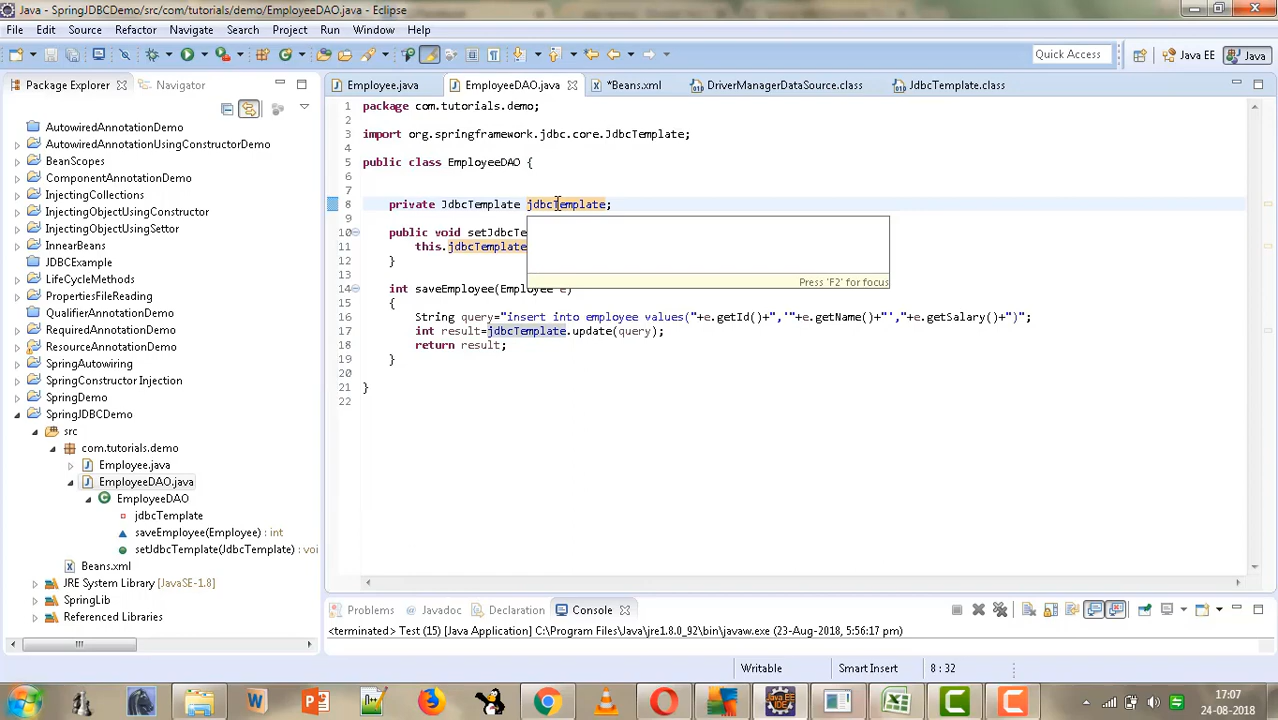 Java - SpringJDBCDemo/src/com/tutorials/demo/EmployeeDAO.java - Eclipse
File Edit Source Refactor Navigate Search Project Run Window Help
Quick Access
Java EE
Java
Package Explorer
Navigator
Employee.java
EmployeeDAO.java
*Beans.xml
DriverManagerDataSource.class
JdbcTemplate.class
AutowiredAnnotationDemo
AutowiredAnnotationUsingConstructorDemo
BeanScopes
ComponentAnnotationDemo
InjectingCollections
InjectingObjectUsingConstructor
InjectingObjectUsingSettor
InnearBeans
JDBCExample
LifeCycleMethods
PropertiesFileReading
QualifierAnnotationDemo
RequiredAnnotationDemo
ResourceAnnotationDemo
SpringAutowiring
SpringConstructor Injection
SpringDemo
SpringJDBCDemo
src
com.tutorials.demo
Employee.java
EmployeeDAO.java
EmployeeDAO
jdbcTemplate
saveEmployee(Employee) : int
setJdbcTemplate(JdbcTemplate) : voi
Beans.xml
JRE System Library [JavaSE-1.8]
SpringLib
Referenced Libraries
1 package com.tutorials.demo;
2
3 import org.springframework.jdbc.core.JdbcTemplate;
4
5 public class EmployeeDAO {
6
7
8 private JdbcTemplate jdbcTemplate;
9
10 public void setJdbcTe
11 this.jdbcTemplate
12 }
13
14 int saveEmployee(Employee e)
15 {
16 String query="insert into employee values("+e.getId()+",'"+e.getName()+"',"+e.getSalary()+")";
17 int result=jdbcTemplate.update(query);
18 return result;
19 }
20
21 }
22
Press 'F2' for focus
Problems
Javadoc
Declaration
Console
<terminated> Test (15) [Java Application] C:\Program Files\Java\jre1.8.0_92\bin\javaw.exe (23-Aug-2018, 5:56:17 pm)
Writable
Smart Insert
8 : 32
17:07
24-08-2018